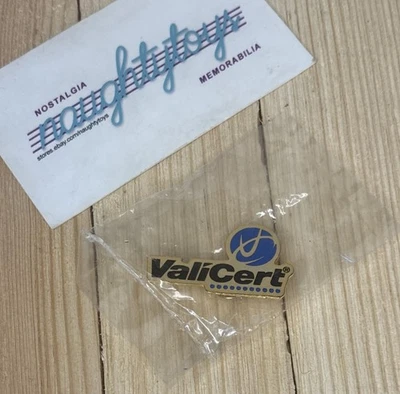 NOSTALGIA
naughtytoys
MEMORABILIA
stores.ebay.com/naughtytoys
ValiCert®